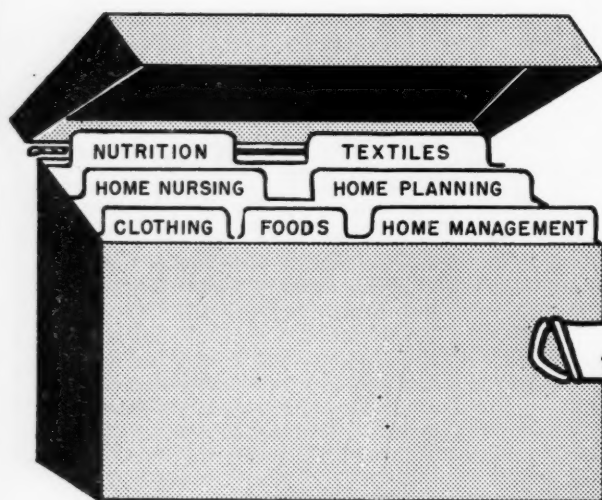 NUTRITION TEXTILES
HOME NURSING HOME PLANNING
CLOTHING FOODS HOME MANAGEMENT